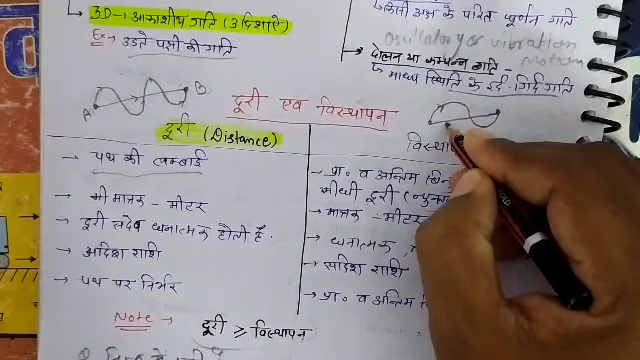 3D → आकाशीय गति (3 दिशाऐं)
Ex → उडते पक्षी की गति
किसी अक्ष के परित घूर्णन गति
Oscillatory or vibration
motion
दोलन या कम्पन्न गति -
माध्य स्थिति के इर्द-गिर्द गति
A B
दूरी एवं विस्थापन
दूरी (Distance)
→ पथ की लम्बाई
→ मी मात्रक - मीटर
→ दूरी सदैव धनात्मक होती है.
→ अदिश राशि
→ पथ पर निर्भर
विस्थाप
→ प्रा० व अन्तिम
सीधी दूरी
→ मात्रक - मीटर
→ धनात्मक,
→ सदिश राशि
→ प्रा० व अन्तिम
Note → दूरी ≥ विस्थापन